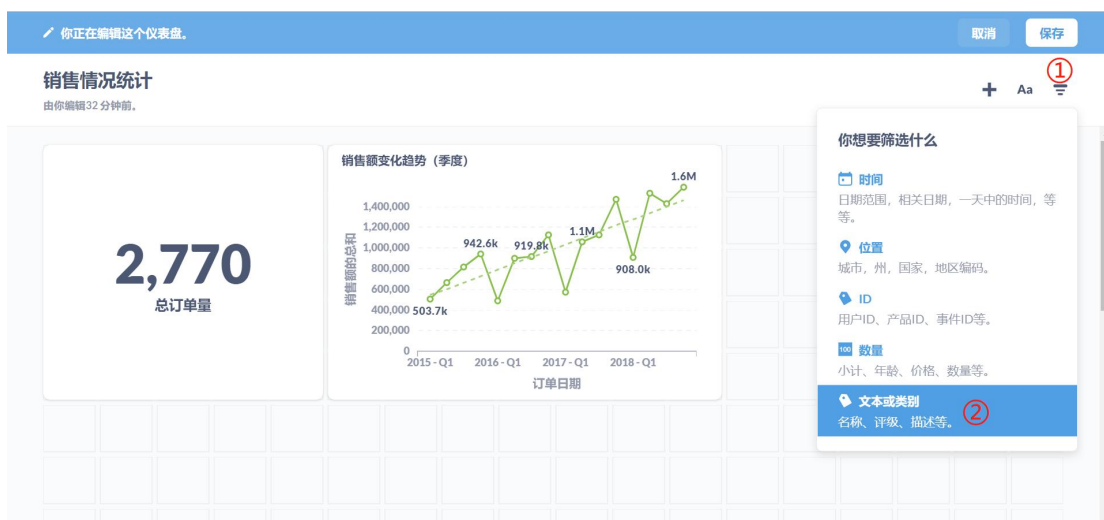 你正在编辑这个仪表盘。
取消
保存
①
销售情况统计
由你编辑32 分钟前。
Aa
你想要筛选什么
时间
日期范围，相关日期，一天中的时间，等
等。
位置
城市，州，国家，地区编码。
ID
用户ID、产品ID、事件ID等。
100 数量
小计、年龄、价格、数量等。
文本或类别
名称、评级、描述等。
②
2,770
总订单量
销售额变化趋势（季度）
1.6M
1,400,000
1,200,000
1,000,000
800,000
600,000
400,000
200,000
0
销售额的总和
503.7k
942.6k
919.8k
1.1M
908.0k
2015 - Q1
2016 - Q1
2017 - Q1
2018 - Q1
订单日期